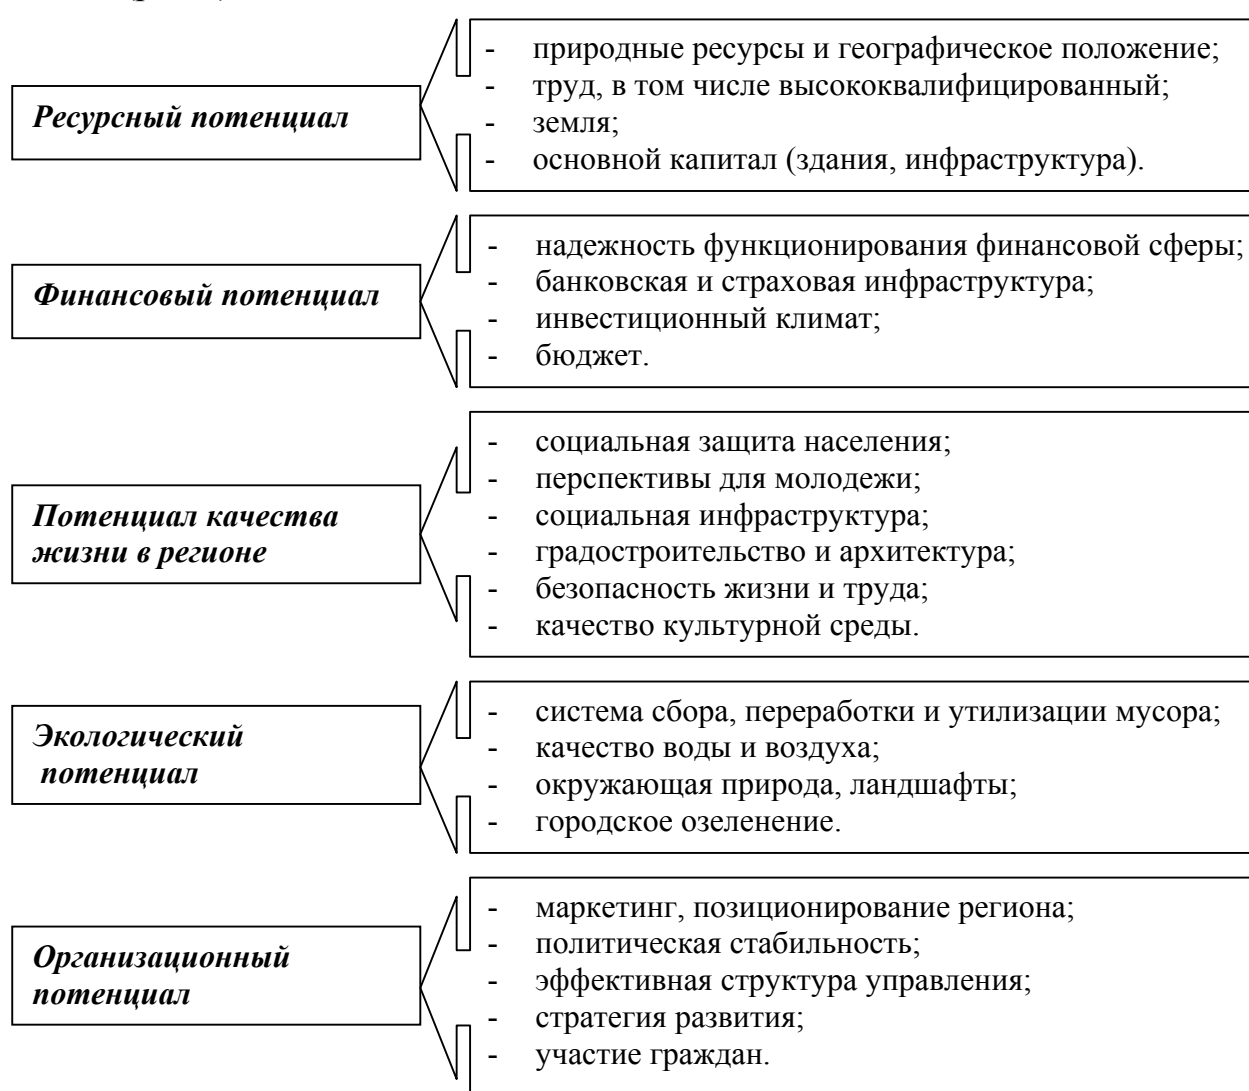 Ресурсный потенциал
- природные ресурсы и географическое положение;
- труд, в том числе высококвалифицированный;
- земля;
- основной капитал (здания, инфраструктура).
Финансовый потенциал
- надежность функционирования финансовой сферы;
- банковская и страховая инфраструктура;
- инвестиционный климат;
- бюджет.
Потенциал качества
жизни в регионе
- социальная защита населения;
- перспективы для молодежи;
- социальная инфраструктура;
- градостроительство и архитектура;
- безопасность жизни и труда;
- качество культурной среды.
Экологический
потенциал
- система сбора, переработки и утилизации мусора;
- качество воды и воздуха;
- окружающая природа, ландшафты;
- городское озеленение.
Организационный
потенциал
- маркетинг, позиционирование региона;
- политическая стабильность;
- эффективная структура управления;
- стратегия развития;
- участие граждан.